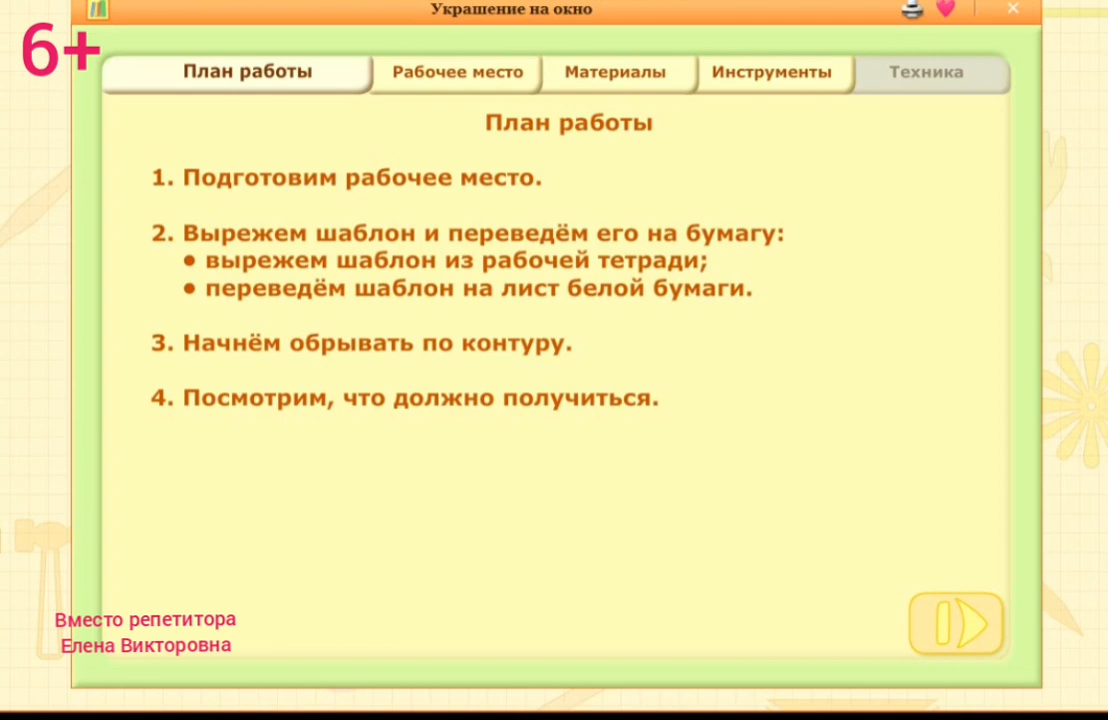 Украшение на окно
6+
План работы
Рабочее место
Материалы
Инструменты
Техника
План работы
1. Подготовим рабочее место.
2. Вырежем шаблон и переведём его на бумагу:
• вырежем шаблон из рабочей тетради;
• переведём шаблон на лист белой бумаги.
3. Начнём обрывать по контуру.
4. Посмотрим, что должно получиться.
Вместо репетитора
Елена Викторовна